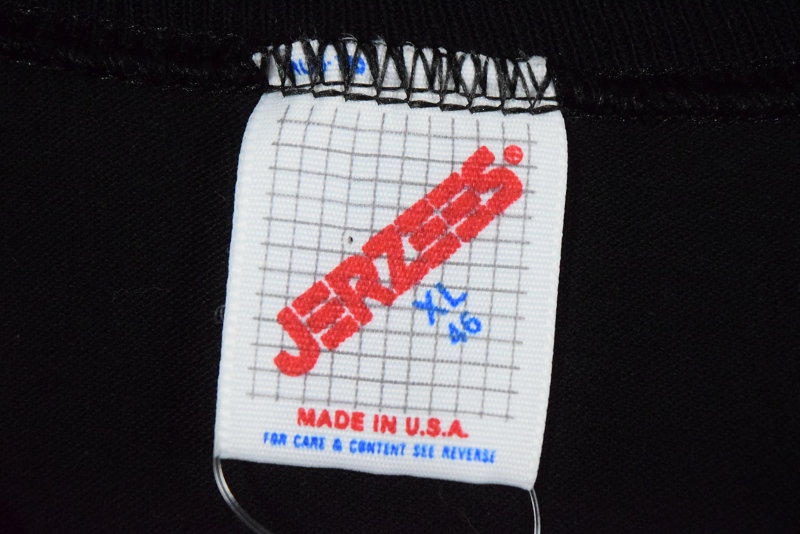 JERZEES
XL
46
MADE IN U.S.A.
FOR CARE & CONTENT SEE REVERSE